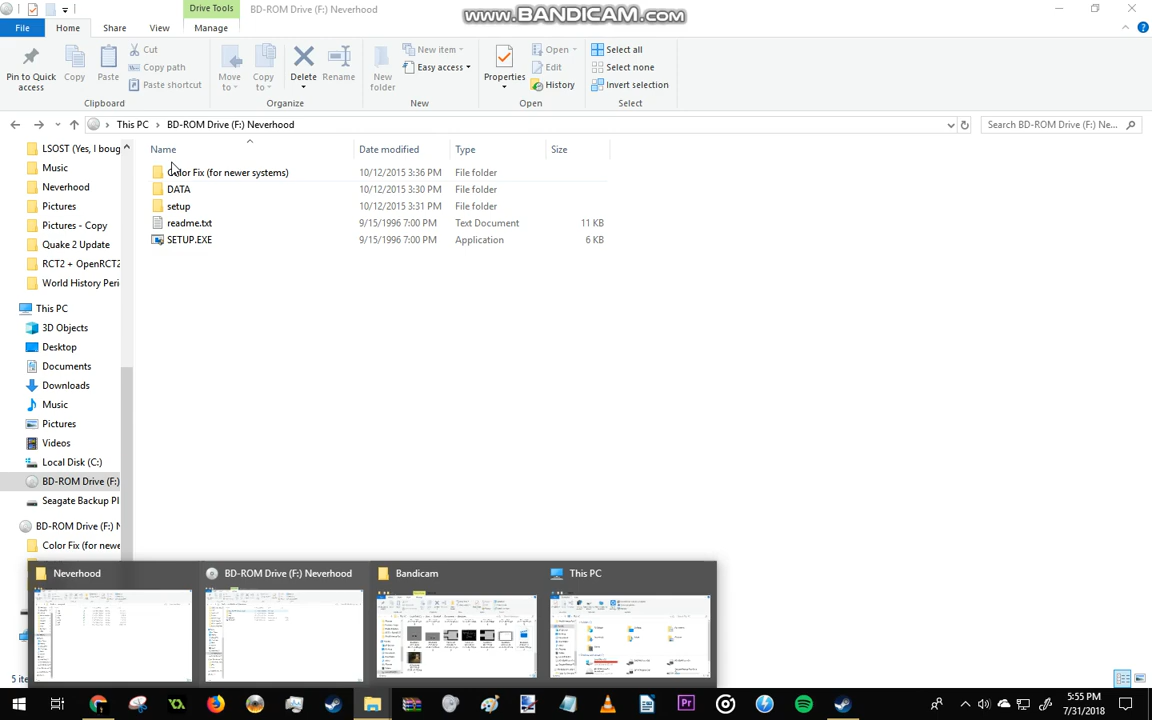 Drive Tools
BD-ROM Drive (F:) Neverhood
www.BANDICAM.com
File
Home
Share
View
Manage
Pin to Quick access
Copy
Paste
Cut
Copy path
Paste shortcut
Clipboard
Move to
Copy to
Delete
Rename
Organize
New folder
New item
Easy access
New
Properties
Open
Edit
History
Open
Select all
Select none
Invert selection
Select
This PC > BD-ROM Drive (F:) Neverhood
Search BD-ROM Drive (F:) Ne...
Name
Date modified
Type
Size
Color Fix (for newer systems) 10/12/2015 3:36 PM File folder
DATA 10/12/2015 3:30 PM File folder
setup 10/12/2015 3:31 PM File folder
readme.txt 9/15/1996 7:00 PM Text Document 11 KB
SETUP.EXE 9/15/1996 7:00 PM Application 6 KB
LSOST (Yes, I boug
Music
Neverhood
Pictures
Pictures - Copy
Quake 2 Update
RCT2 + OpenRCT2
World History Peri
This PC
3D Objects
Desktop
Documents
Downloads
Music
Pictures
Videos
Local Disk (C:)
BD-ROM Drive (F:)
Seagate Backup Pl
BD-ROM Drive (F:) N
Color Fix (for newe
Neverhood
BD-ROM Drive (F:) Neverhood
Bandicam
This PC
5:55 PM
7/31/2018